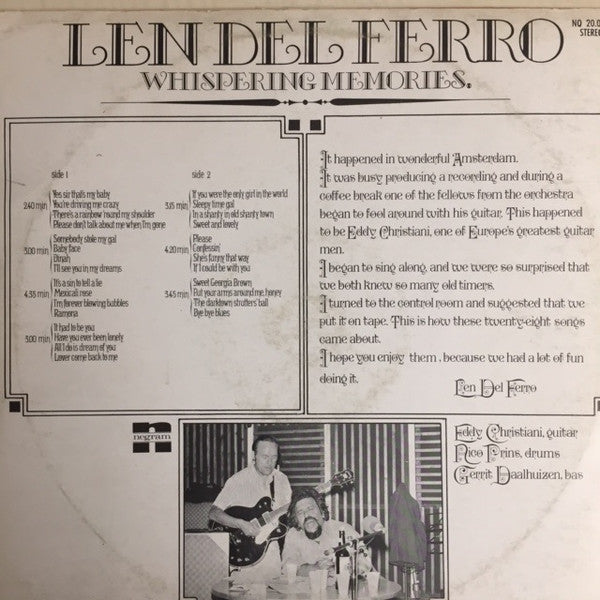 LEN DEL FERRO
NQ 20.0
STEREO
WHISPERING MEMORIES.
side 1
2.40 min
Yes sir that's my baby
You're driving me crazy
There's a rainbow 'round my shoulder
Please don't talk about me when I'm gone
3.00 min
Somebody stole my gal
Baby face
Dinah
I'll see you in my dreams
4.35 min
It's a sin to tell a lie
Mexicali rose
I'm forever blowing bubbles
Ramona
3.00 min
It had to be you
Have you ever been lonely
All I do is dream of you
Lover come back to me
side 2
3.15 min
If you were the only girl in the world
Sleepy time gal
In a shanty in old shanty town
Sweet and lovely
4.20 min
Please
Confessin'
She's funny that way
If I could be with you
3.45 min
Sweet Georgia Brown
Put your arms around me, honey
The darktown strutters' ball
Bye bye blues
It happened in wonderful Amsterdam.
It was busy producing a recording and during a
coffee break one of the fellows from the orchestra
began to fool around with his guitar. This happened
to be Eddy Christiani, one of Europe's greatest guitar
men.
I began to sing along, and we were so surprised that
we both knew so many old timers.
I turned to the control room and suggested that we
put it on tape. This is how these twenty-eight songs
came about.
I hope you enjoy them, because we had a lot of fun
doing it.
Len Del Ferro
negram
Eddy Christiani, guitar
Rico Prins, drums
Gerrit Daalhuizen, bas